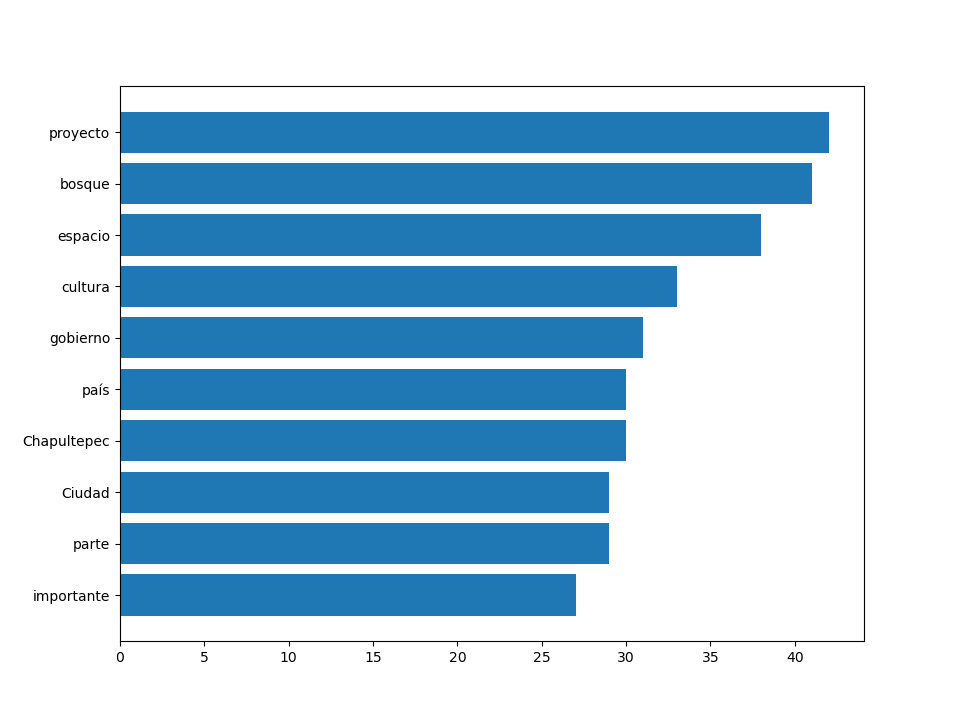 proyecto
bosque
espacio
cultura
gobierno
país
Chapultepec
Ciudad
parte
importante
0 5 10 15 20 25 30 35 40